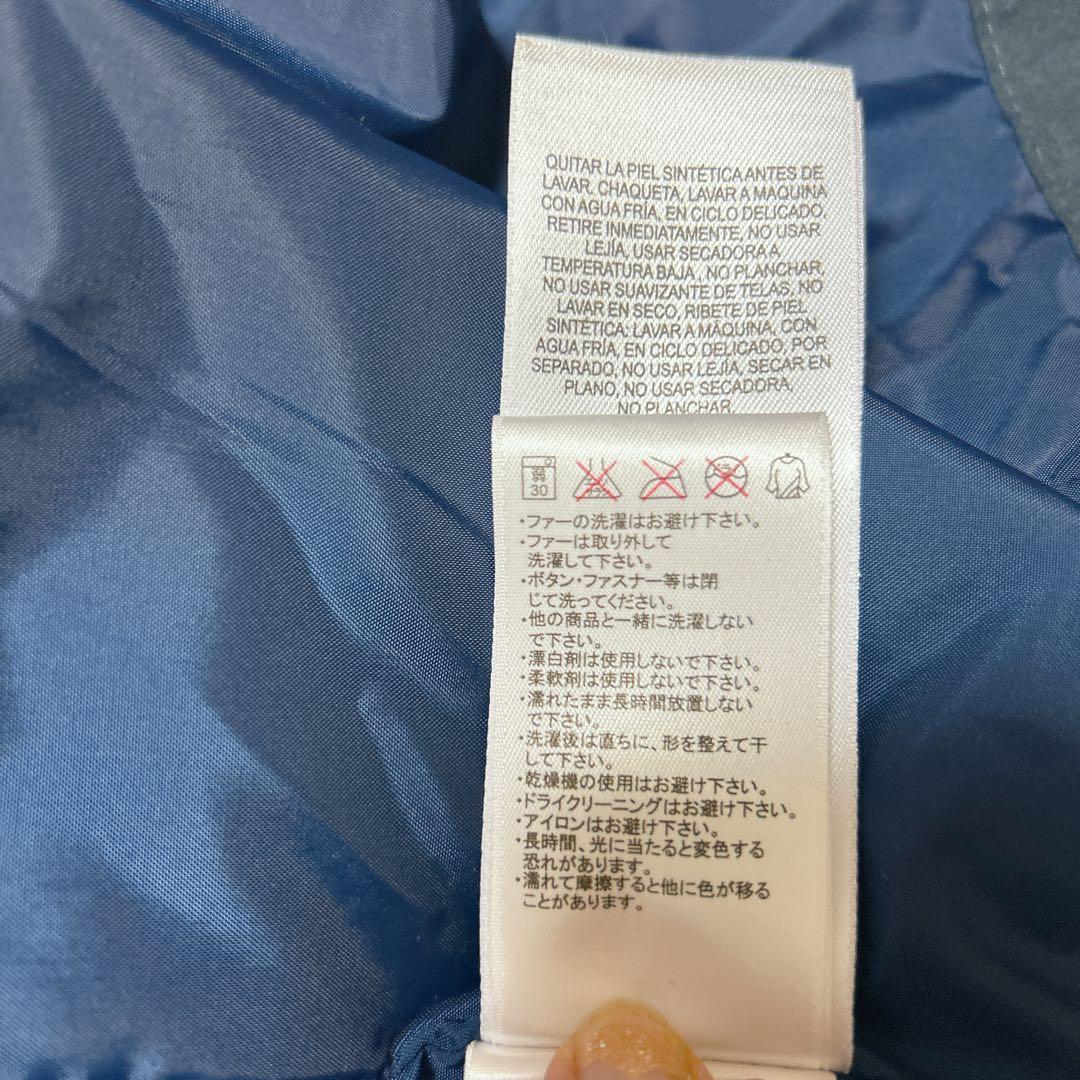 QUITAR LA PIEL SINTÉTICA ANTES DE
LAVAR. CHAQUETA, LAVAR A MAQUINA
CON AGUA FRÍA, EN CICLO DELICADO.
RETIRE INMEDIATAMENTE, NO USAR
LEJÍA, USAR SECADORA A
TEMPERATURA BAJA, NO PLANCHAR,
NO USAR SUAVIZANTE DE TELAS, NO
LAVAR EN SECO, RIBETE DE PIEL
SINTÉTICA: LAVAR A MÁQUINA, CON
AGUA FRÍA, EN CICLO DELICADO, POR
SEPARADO, NO USAR LEJÍA, SECAR EN
PLANO, NO USAR SECADORA,
NO PLANCHAR.
弱
30
・ファーの洗濯はお避け下さい。
・ファーは取り外して
洗濯して下さい。
・ボタン・ファスナー等は閉
じて洗ってください。
・他の商品と一緒に洗濯しない
で下さい。
・漂白剤は使用しないで下さい。
・柔軟剤は使用しないで下さい。
・濡れたまま長時間放置しない
で下さい。
・洗濯後は直ちに、形を整えて干
して下さい。
・乾燥機の使用はお避け下さい。
・ドライクリーニングはお避け下さい。
・アイロンはお避け下さい。
・長時間、光に当たると変色する
恐れがあります。
・濡れて摩擦すると他に色が移る
ことがあります。